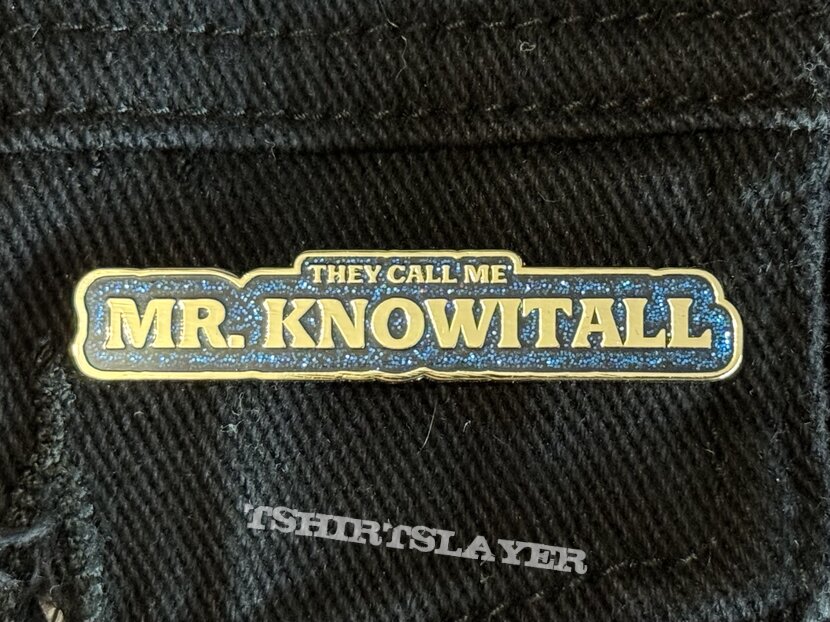 THEY CALL ME
MR. KNOWITALL
TSHIRTSLAYER